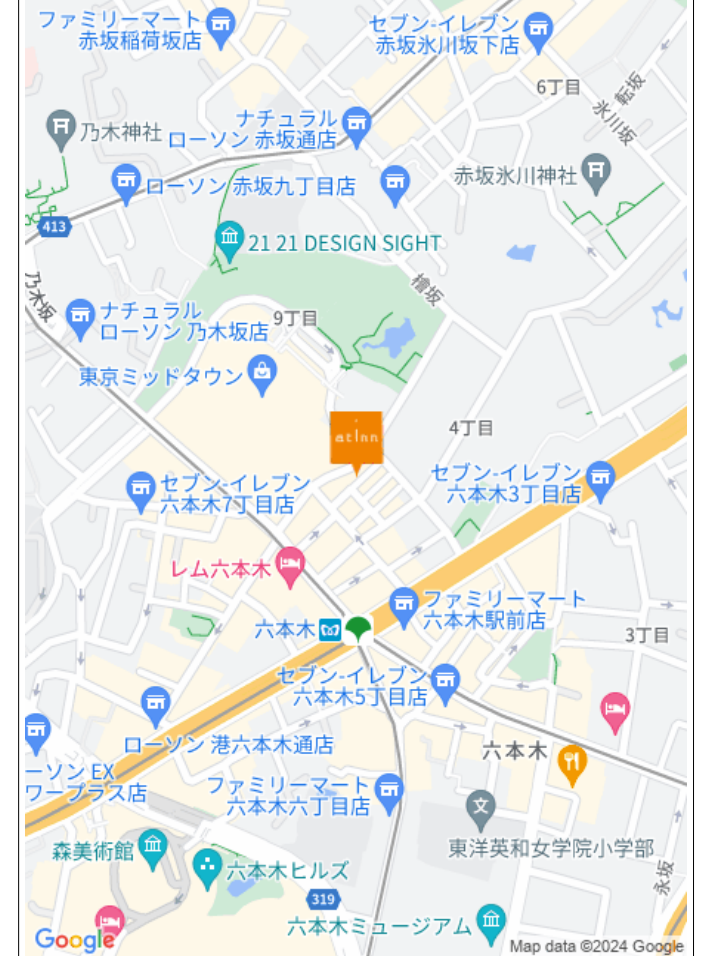 ファミリーマート
赤坂稲荷坂店
セブン-イレブン
赤坂氷川坂下店
6丁目
転坂
氷川坂
乃木神社
ナチュラル
ローソン 赤坂通店
赤坂氷川神社
ローソン 赤坂九丁目店
413
21 21 DESIGN SIGHT
檜坂
乃木坂
ナチュラル
ローソン 乃木坂店
9丁目
東京ミッドタウン
at Inn
4丁目
セブン-イレブン
六本木3丁目店
セブン-イレブン
六本木7丁目店
レム六本木
ファミリーマート
六本木駅前店
六本木
3丁目
セブン-イレブン
六本木5丁目店
ローソン 港六本木通店
六本木
ーソン EX
ワープラス店
ファミリーマート
六本木六丁目店
文
東洋英和女学院小学部
森美術館
六本木ヒルズ
永坂
319
六本木ミュージアム
Google
Map data ©2024 Google